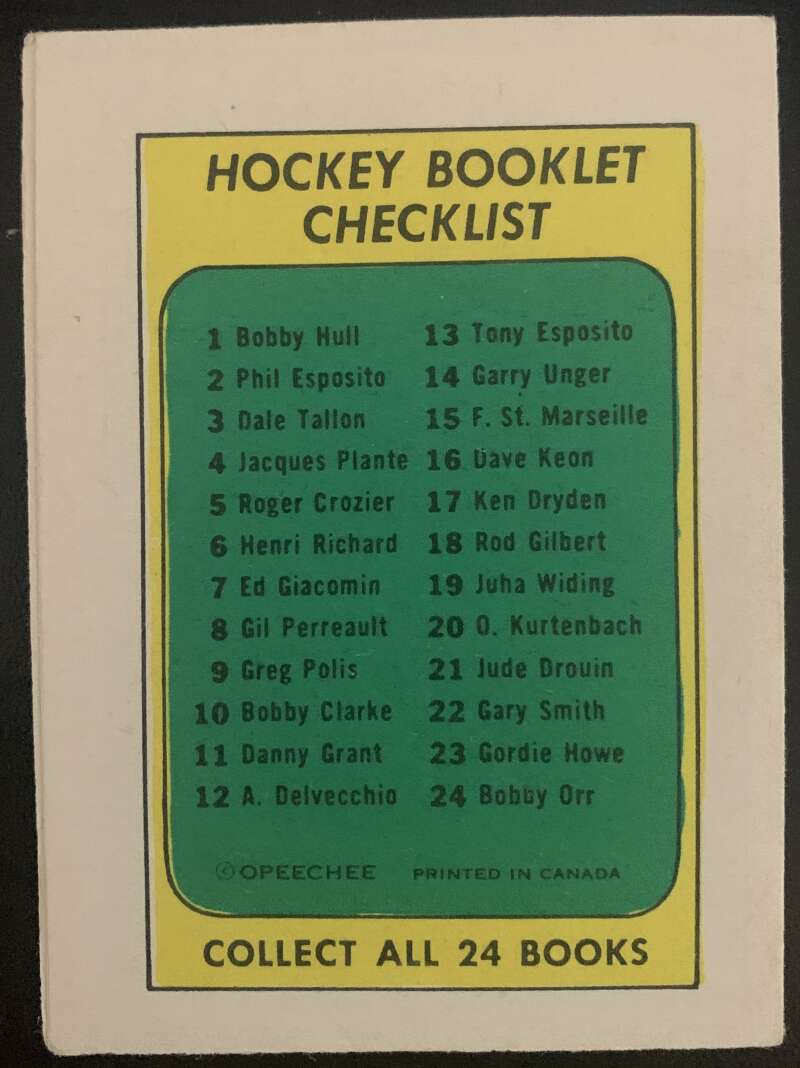 HOCKEY BOOKLET
CHECKLIST
1 Bobby Hull
2 Phil Esposito
3 Dale Tallon
4 Jacques Plante
5 Roger Crozier
6 Henri Richard
7 Ed Giacomin
8 Gil Perreault
9 Greg Polis
10 Bobby Clarke
11 Danny Grant
12 A. Delvecchio
13 Tony Esposito
14 Garry Unger
15 F. St. Marseille
16 Dave Keon
17 Ken Dryden
18 Rod Gilbert
19 Juha Widing
20 O. Kurtenbach
21 Jude Drouin
22 Gary Smith
23 Gordie Howe
24 Bobby Orr
©OPEECHEE PRINTED IN CANADA
COLLECT ALL 24 BOOKS